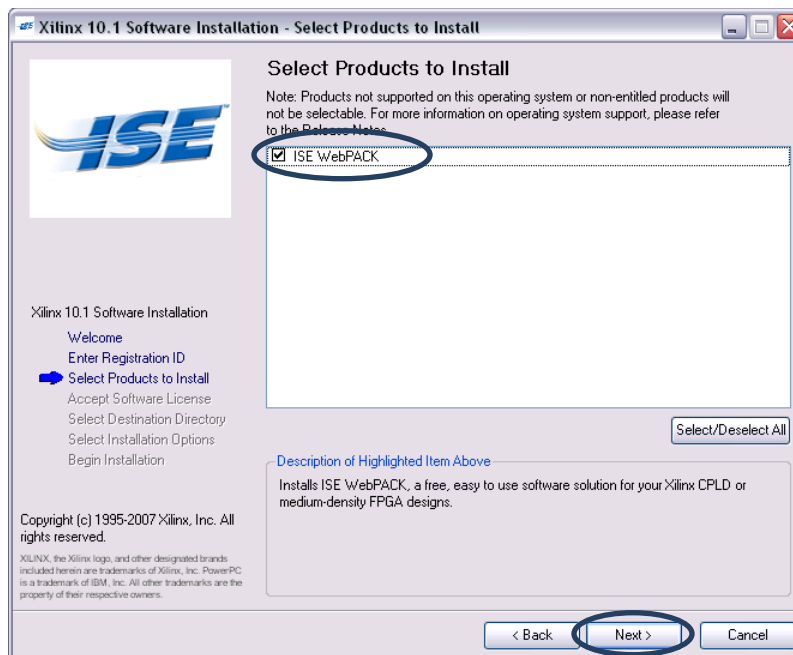 Xilinx 10.1 Software Installation - Select Products to Install
ISE
Select Products to Install
Note: Products not supported on this operating system or non-entitled products will
not be selectable. For more information on operating system support, please refer
to the Release Notes.
ISE WebPACK
Xilinx 10.1 Software Installation
Welcome
Enter Registration ID
Select Products to Install
Accept Software License
Select Destination Directory
Select Installation Options
Begin Installation
Select/Deselect All
Description of Highlighted Item Above
Installs ISE WebPACK, a free, easy to use software solution for your Xilinx CPLD or
medium-density FPGA designs.
Copyright (c) 1995-2007 Xilinx, Inc. All
rights reserved.
XILINX, the Xilinx logo, and other designated brands
included herein are trademarks of Xilinx, Inc. PowerPC
is a trademark of IBM, Inc. All other trademarks are the
property of their respective owners.
< Back
Next >
Cancel